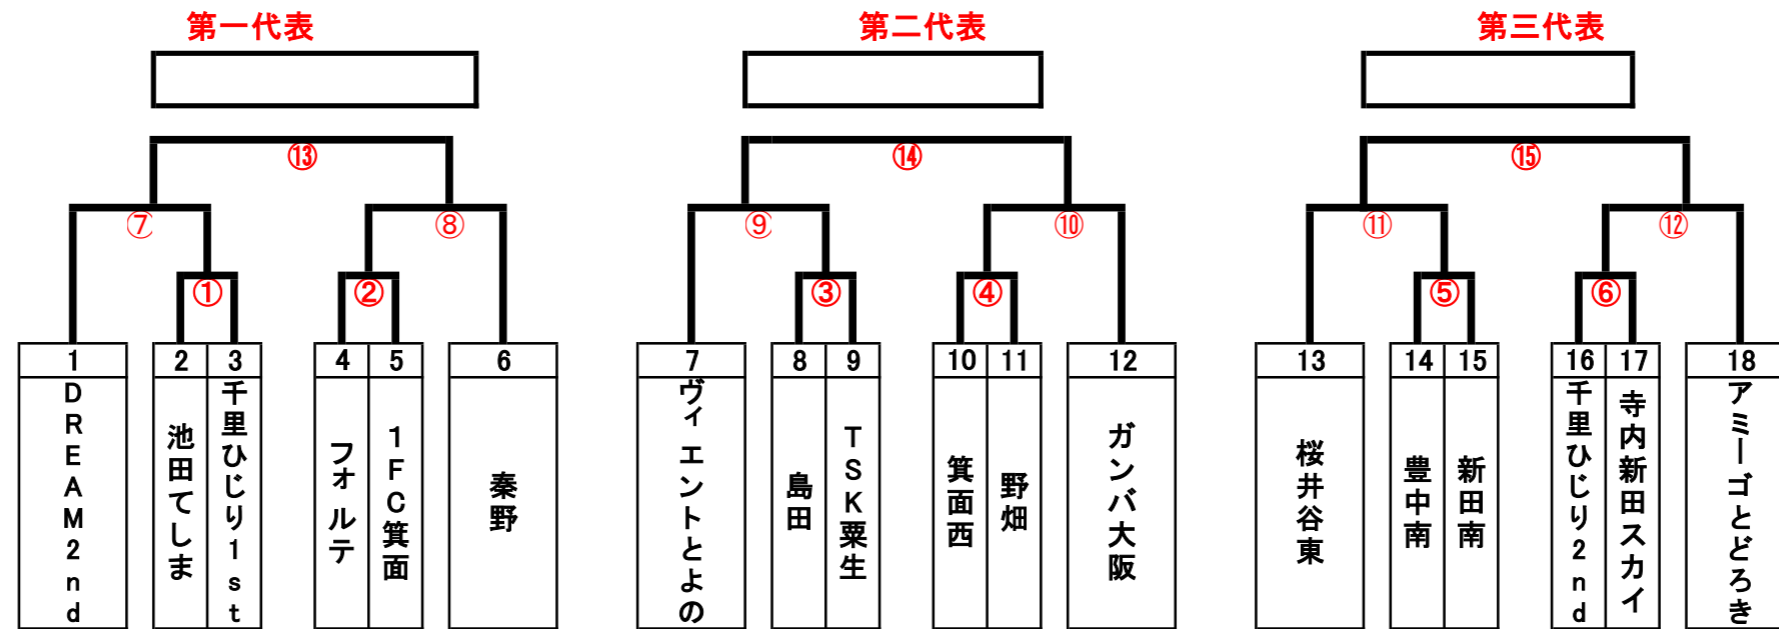 第一代表
第二代表
第三代表
⑬
⑭
⑮
⑦
⑧
⑨
⑩
⑪
⑫
①
②
③
④
⑤
⑥
1
2
3
4
5
6
7
8
9
10
11
12
13
14
15
16
17
18
DREAM2nd
池田てしま
千里ひじり1st
フォルテ
1FC箕面
秦野
ヴィエントとよの
島田
TSK粟生
箕面西
野畑
ガンバ大阪
桜井谷東
豊中南
新田南
千里ひじり2nd
寺内新田スカイ
アミーゴとどろき